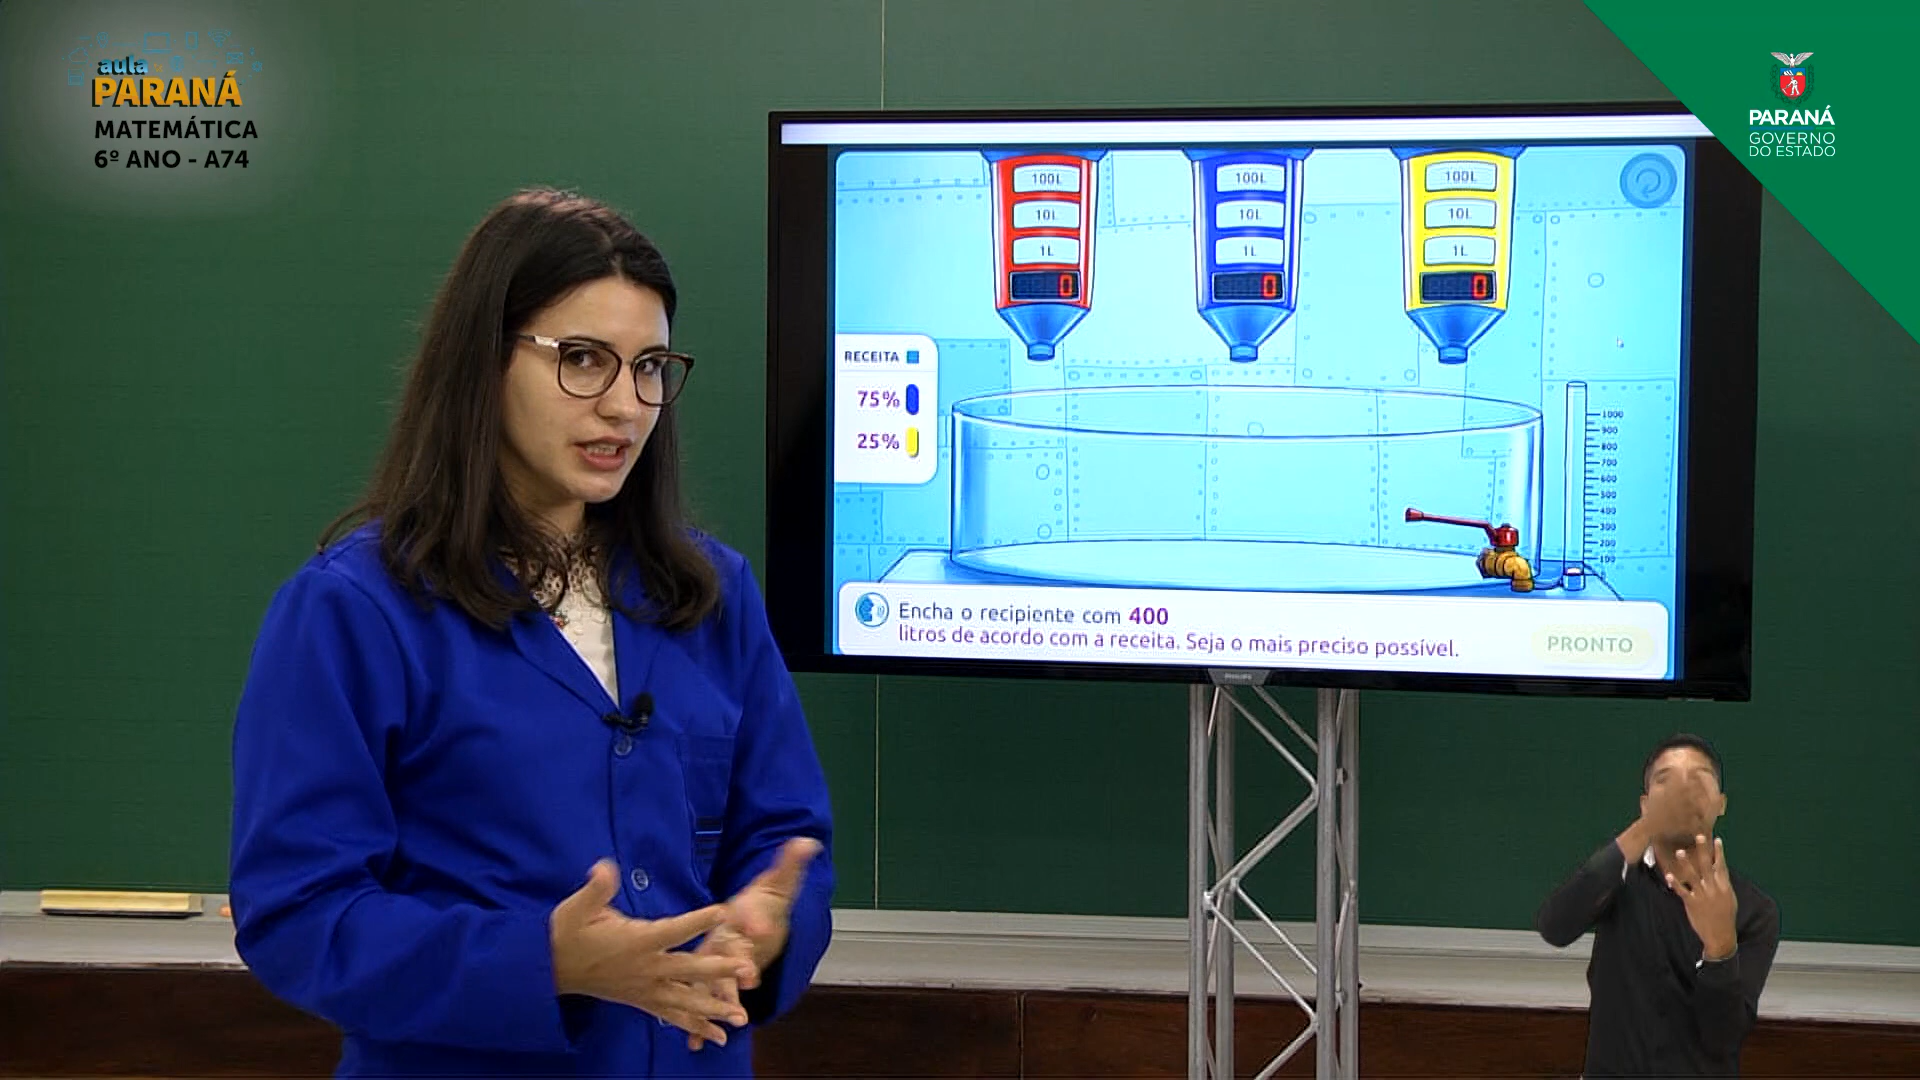 aula
PARANÁ
MATEMÁTICA
6º ANO - A74
PARANÁ
GOVERNO
DO ESTADO
100L
10L
1L
0
100L
10L
1L
0
100L
10L
1L
0
RECEITA
75%
25%
1000
900
800
700
600
500
400
300
200
100
Encha o recipiente com 400
litros de acordo com a receita. Seja o mais preciso possível.
PRONTO
PHILIPS